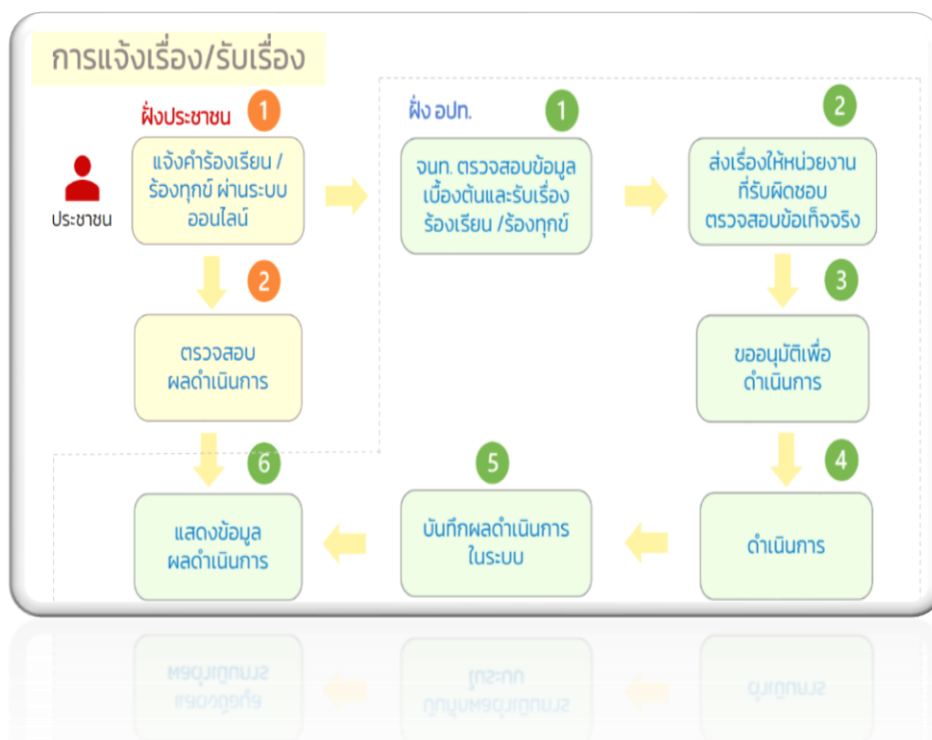 การแจ้งเรื่อง/รับเรื่อง
ฝั่งประชาชน
1
ประชาชน
แจ้งคำร้องเรียน /
ร้องทุกข์ ผ่านระบบ
ออนไลน์
2
ตรวจสอบ
ผลดำเนินการ
ฝั่ง อปท.
1
จนท. ตรวจสอบข้อมูล
เบื้องต้นและรับเรื่อง
ร้องเรียน /ร้องทุกข์
2
ส่งเรื่องให้หน่วยงาน
ที่รับผิดชอบ
ตรวจสอบข้อเท็จจริง
3
ขออนุมัติเพื่อ
ดำเนินการ
4
ดำเนินการ
5
บันทึกผลดำเนินการ
ในระบบ
6
แสดงข้อมูล
ผลดำเนินการ